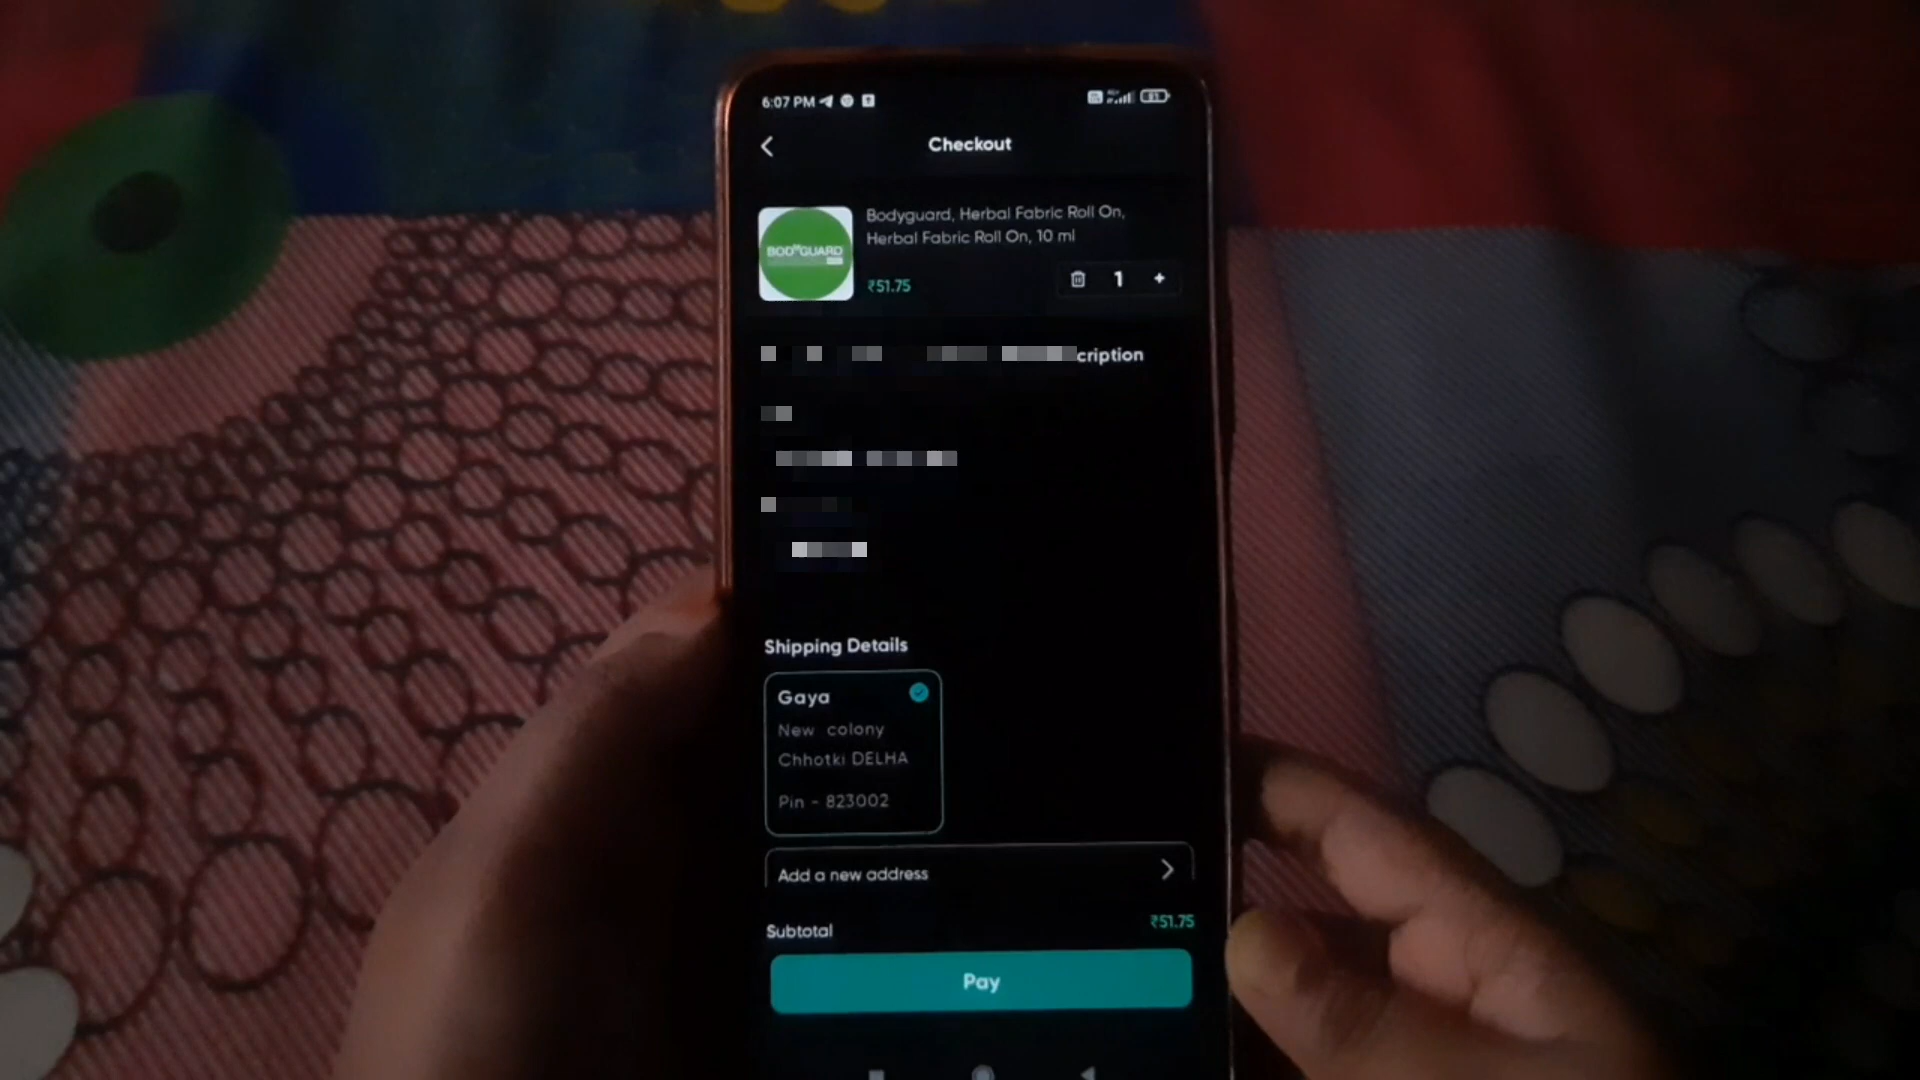 6:07 PM
81
Checkout
Bodyguard, Herbal Fabric Roll On,
Herbal Fabric Roll On, 10 ml
BODYGUARD
₹51.75
1
cription
Shipping Details
Gaya
New colony
Chhotki DELHA
Pin - 823002
Add a new address
Subtotal
₹51.75
Pay